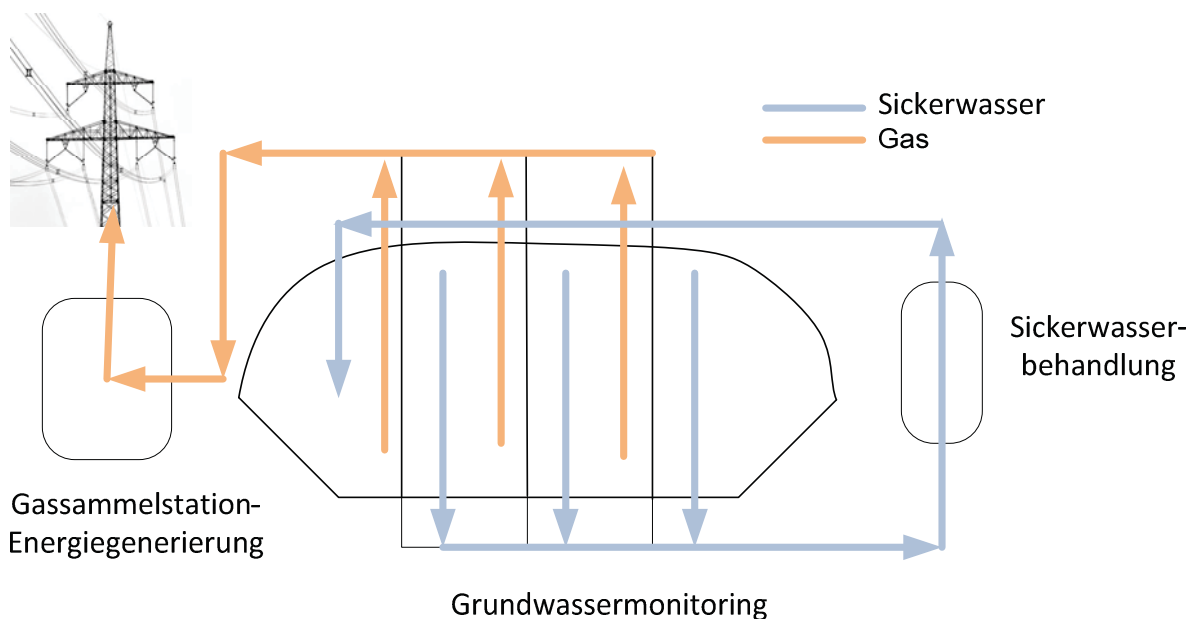 Sickerwasser
Gas
Sickerwasser-
behandlung
Gassammelstation-
Energiegenerierung
Grundwassermonitoring